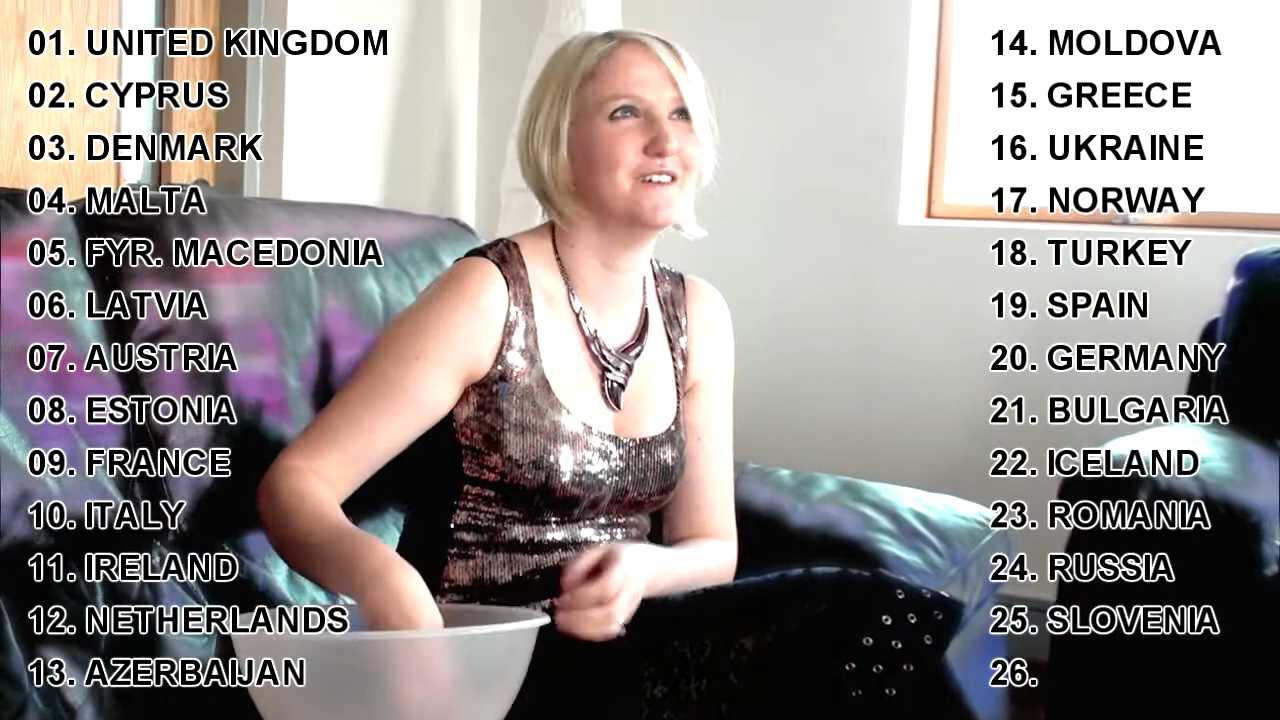 01. UNITED KINGDOM
02. CYPRUS
03. DENMARK
04. MALTA
05. FYR. MACEDONIA
06. LATVIA
07. AUSTRIA
08. ESTONIA
09. FRANCE
10. ITALY
11. IRELAND
12. NETHERLANDS
13. AZERBAIJAN
14. MOLDOVA
15. GREECE
16. UKRAINE
17. NORWAY
18. TURKEY
19. SPAIN
20. GERMANY
21. BULGARIA
22. ICELAND
23. ROMANIA
24. RUSSIA
25. SLOVENIA
26.